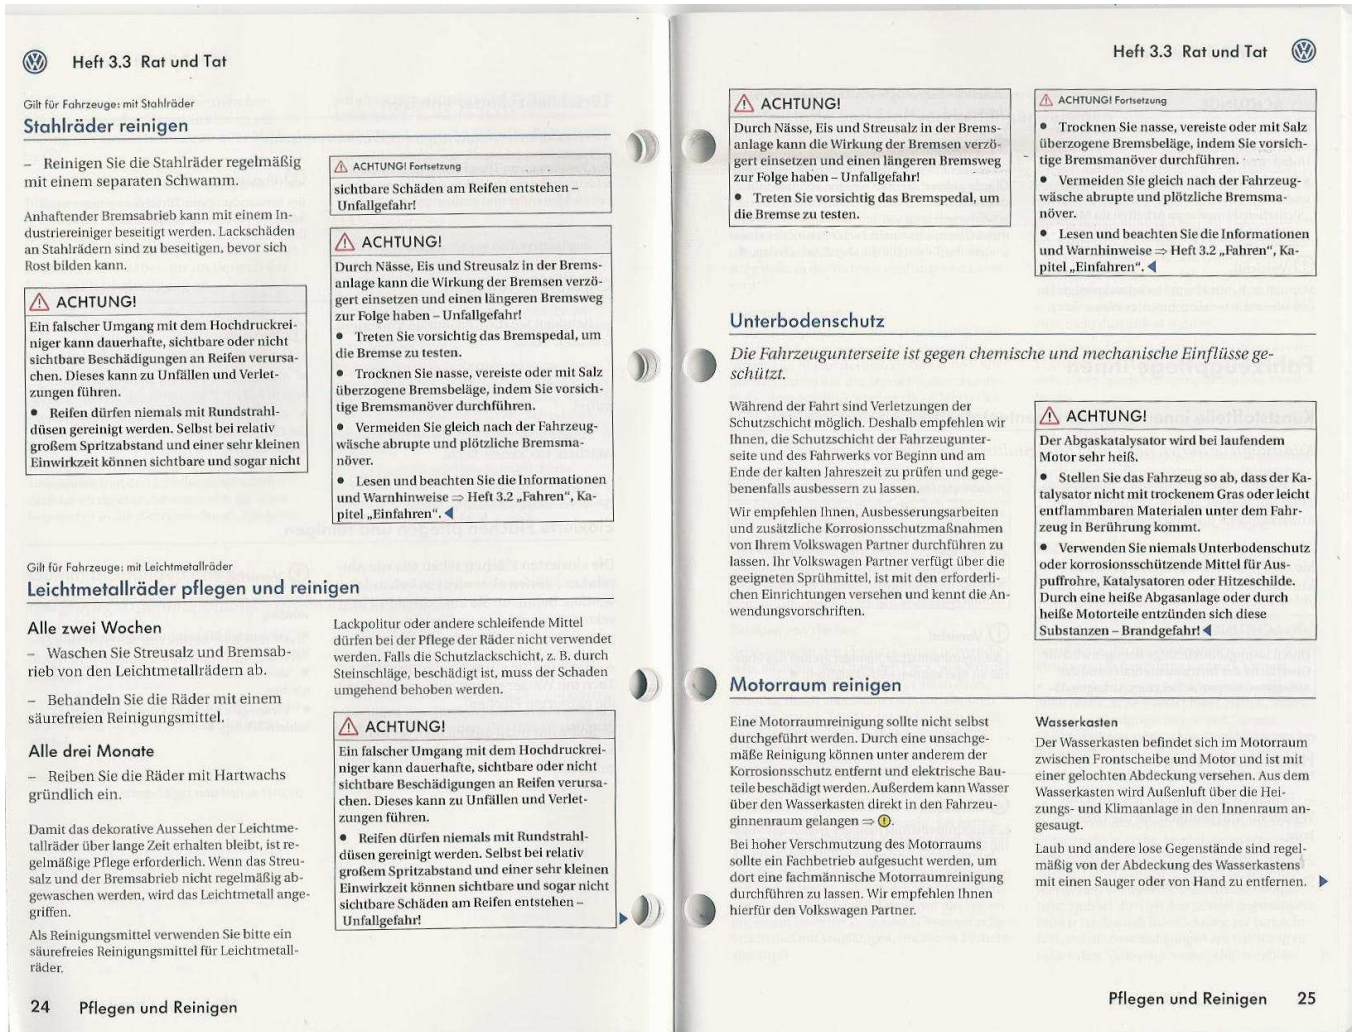 Heft 3.3 Rat und Tat
Gilt für Fahrzeuge: mit Stahlräder
Stahlräder reinigen
– Reinigen Sie die Stahlräder regelmäßig
mit einem separaten Schwamm.
Anhaftender Bremsabrieb kann mit einem In-
dustriereiniger beseitigt werden. Lackschäden
an Stahlrädern sind zu beseitigen, bevor sich
Rost bilden kann.
ACHTUNG!
Ein falscher Umgang mit dem Hochdruckrei-
niger kann dauerhafte, sichtbare oder nicht
sichtbare Beschädigungen an Reifen verursa-
chen. Dieses kann zu Unfällen und Verlet-
zungen führen.
• Reifen dürfen niemals mit Rundstrahl-
düsen gereinigt werden. Selbst bei relativ
großem Spritzabstand und einer sehr kleinen
Einwirkzeit können sichtbare und sogar nicht
ACHTUNG! Fortsetzung
sichtbare Schäden am Reifen entstehen –
Unfallgefahr!
ACHTUNG!
Durch Nässe, Eis und Streusalz in der Brems-
anlage kann die Wirkung der Bremsen verzö-
gert einsetzen und einen längeren Bremsweg
zur Folge haben – Unfallgefahr!
• Treten Sie vorsichtig das Bremspedal, um
die Bremse zu testen.
• Trocknen Sie nasse, vereiste oder mit Salz
überzogene Bremsbeläge, indem Sie vorsich-
tige Bremsmanöver durchführen.
• Vermeiden Sie gleich nach der Fahrzeug-
wäsche abrupte und plötzliche Bremsma-
növer.
• Lesen und beachten Sie die Informationen
und Warnhinweise ⇒ Heft 3.2 „Fahren“, Ka-
pitel „Einfahren“. ◀
Gilt für Fahrzeuge: mit Leichtmetallräder
Leichtmetallräder pflegen und reinigen
Alle zwei Wochen
– Waschen Sie Streusalz und Bremsab-
rieb von den Leichtmetallrädern ab.
– Behandeln Sie die Räder mit einem
säurefreien Reinigungsmittel.
Alle drei Monate
– Reiben Sie die Räder mit Hartwachs
gründlich ein.
Damit das dekorative Aussehen der Leichtme-
tallräder über lange Zeit erhalten bleibt, ist re-
gelmäßige Pflege erforderlich. Wenn das Streu-
salz und der Bremsabrieb nicht regelmäßig ab-
gewaschen werden, wird das Leichtmetall ange-
griffen.
Als Reinigungsmittel verwenden Sie bitte ein
säurefreies Reinigungsmittel für Leichtmetall-
räder.
Lackpolitur oder andere schleifende Mittel
dürfen bei der Pflege der Räder nicht verwendet
werden. Falls die Schutzlackschicht, z. B. durch
Steinschläge, beschädigt ist, muss der Schaden
umgehend behoben werden.
ACHTUNG!
Ein falscher Umgang mit dem Hochdruckrei-
niger kann dauerhafte, sichtbare oder nicht
sichtbare Beschädigungen an Reifen verursa-
chen. Dieses kann zu Unfällen und Verlet-
zungen führen.
• Reifen dürfen niemals mit Rundstrahl-
düsen gereinigt werden. Selbst bei relativ
großem Spritzabstand und einer sehr kleinen
Einwirkzeit können sichtbare und sogar nicht
sichtbare Schäden am Reifen entstehen –
Unfallgefahr! ▶
24 Pflegen und Reinigen
Heft 3.3 Rat und Tat
ACHTUNG!
Durch Nässe, Eis und Streusalz in der Brems-
anlage kann die Wirkung der Bremsen verzö-
gert einsetzen und einen längeren Bremsweg
zur Folge haben – Unfallgefahr!
• Treten Sie vorsichtig das Bremspedal, um
die Bremse zu testen.
ACHTUNG! Fortsetzung
• Trocknen Sie nasse, vereiste oder mit Salz
überzogene Bremsbeläge, indem Sie vorsich-
tige Bremsmanöver durchführen.
• Vermeiden Sie gleich nach der Fahrzeug-
wäsche abrupte und plötzliche Bremsma-
növer.
• Lesen und beachten Sie die Informationen
und Warnhinweise ⇒ Heft 3.2 „Fahren“, Ka-
pitel „Einfahren“. ◀
Unterbodenschutz
Die Fahrzeugunterseite ist gegen chemische und mechanische Einflüsse ge-
schützt.
Während der Fahrt sind Verletzungen der
Schutzschicht möglich. Deshalb empfehlen wir
Ihnen, die Schutzschicht der Fahrzeugunter-
seite und des Fahrwerks vor Beginn und am
Ende der kalten Jahreszeit zu prüfen und gege-
benenfalls ausbessern zu lassen.
Wir empfehlen Ihnen, Ausbesserungsarbeiten
und zusätzliche Korrosionsschutzmaßnahmen
von Ihrem Volkswagen Partner durchführen zu
lassen. Ihr Volkswagen Partner verfügt über die
geeigneten Sprühmittel, ist mit den erforderli-
chen Einrichtungen versehen und kennt die An-
wendungsvorschriften.
ACHTUNG!
Der Abgaskatalysator wird bei laufendem
Motor sehr heiß.
• Stellen Sie das Fahrzeug so ab, dass der Ka-
talysator nicht mit trockenem Gras oder leicht
entflammbaren Materialen unter dem Fahr-
zeug in Berührung kommt.
• Verwenden Sie niemals Unterbodenschutz
oder korrosionsschützende Mittel für Aus-
puffrohre, Katalysatoren oder Hitzeschilde.
Durch eine heiße Abgasanlage oder durch
heiße Motorteile entzünden sich diese
Substanzen – Brandgefahr! ◀
Motorraum reinigen
Eine Motorraumreinigung sollte nicht selbst
durchgeführt werden. Durch eine unsachge-
mäße Reinigung können unter anderem der
Korrosionsschutz entfernt und elektrische Bau-
teile beschädigt werden. Außerdem kann Wasser
über den Wasserkasten direkt in den Fahrzeu-
ginnenraum gelangen ⇒ !.
Bei hoher Verschmutzung des Motorraums
sollte ein Fachbetrieb aufgesucht werden, um
dort eine fachmännische Motorraumreinigung
durchführen zu lassen. Wir empfehlen Ihnen
hierfür den Volkswagen Partner.
Wasserkasten
Der Wasserkasten befindet sich im Motorraum
zwischen Frontscheibe und Motor und ist mit
einer gelochten Abdeckung versehen. Aus dem
Wasserkasten wird Außenluft über die Hei-
zungs- und Klimaanlage in den Innenraum an-
gesaugt.
Laub und andere lose Gegenstände sind regel-
mäßig von der Abdeckung des Wasserkastens
mit einen Sauger oder von Hand zu entfernen. ▶
Pflegen und Reinigen 25